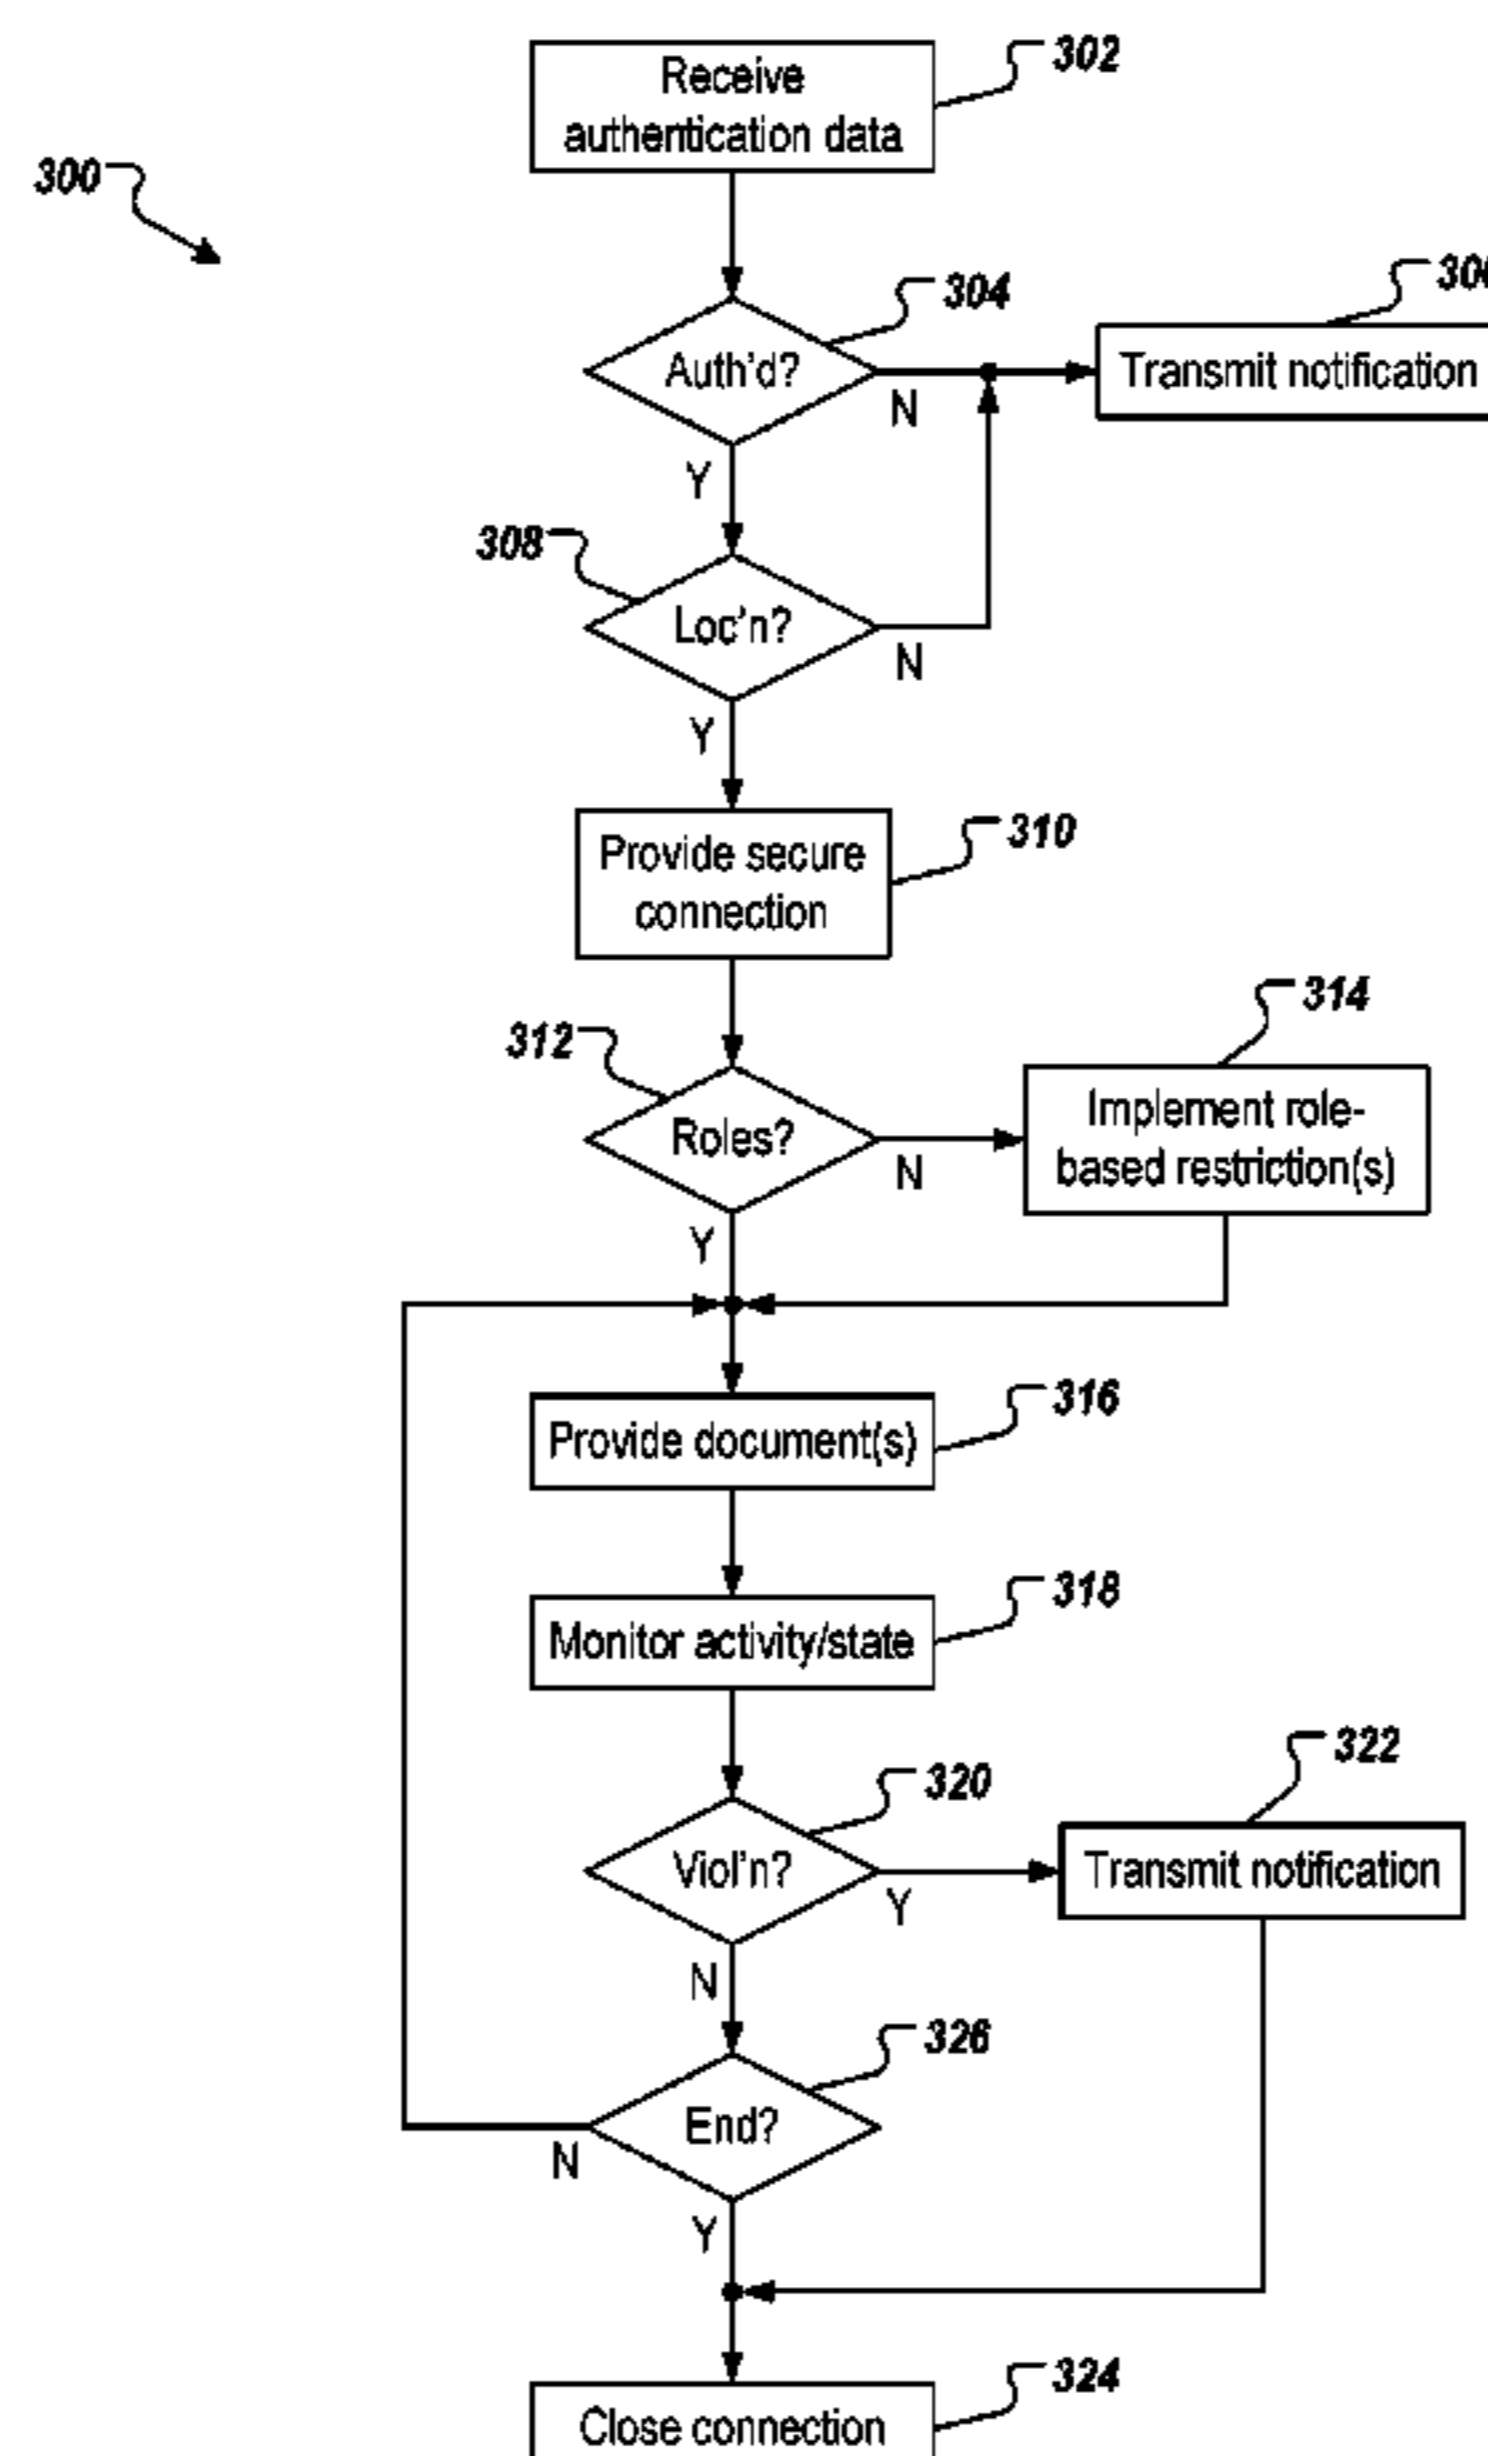 302
Receive
authentication data
300
304
Auth'd?
N
Transmit notification
Y
308
Loc'n?
N
Y
310
Provide secure
connection
314
312
Roles?
N
Implement role-
based restriction(s)
Y
316
Provide document(s)
318
Monitor activity/state
322
320
Viol'n?
Y
Transmit notification
N
326
End?
N
Y
324
Close connection